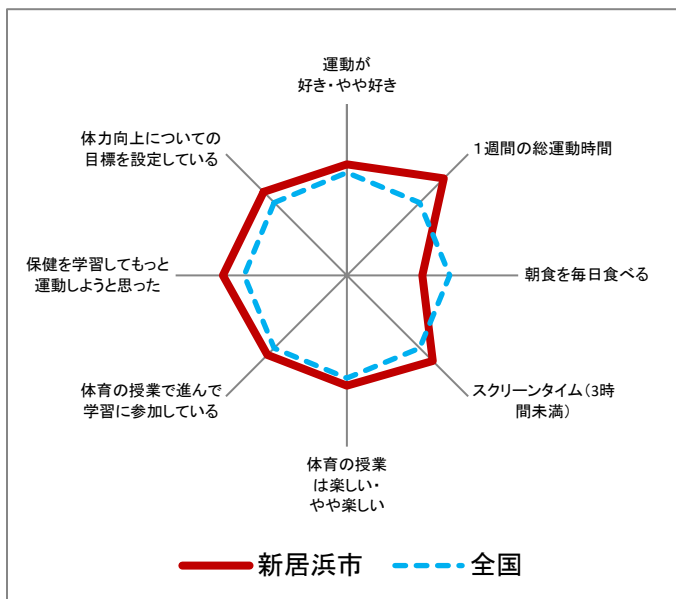 運動が
好き・やや好き
１週間の総運動時間
朝食を毎日食べる
スクリーンタイム（3時
間未満）
体育の授業
は楽しい・
やや楽しい
体育の授業で進んで
学習に参加している
保健を学習してもっと
運動しようと思った
体力向上についての
目標を設定している
新居浜市
全国